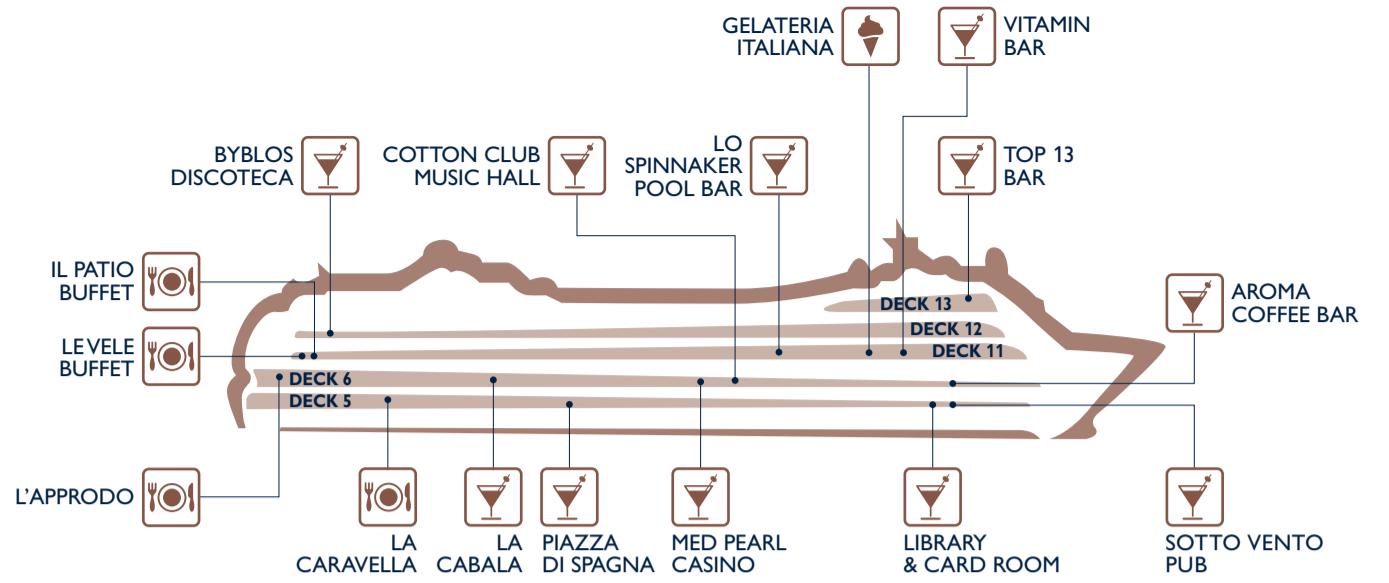 GELATERIA
ITALIANA
VITAMIN
BAR
BYBLOS
DISCOTECA
COTTON CLUB
MUSIC HALL
LO
SPINNAKER
POOL BAR
TOP 13
BAR
IL PATIO
BUFFET
LE VELE
BUFFET
AROMA
COFFEE BAR
DECK 13
DECK 12
DECK 11
DECK 6
DECK 5
L'APPRODO
LA
CARAVELLA
LA
CABALA
PIAZZA
DI SPAGNA
MED PEARL
CASINO
LIBRARY
& CARD ROOM
SOTTO VENTO
PUB